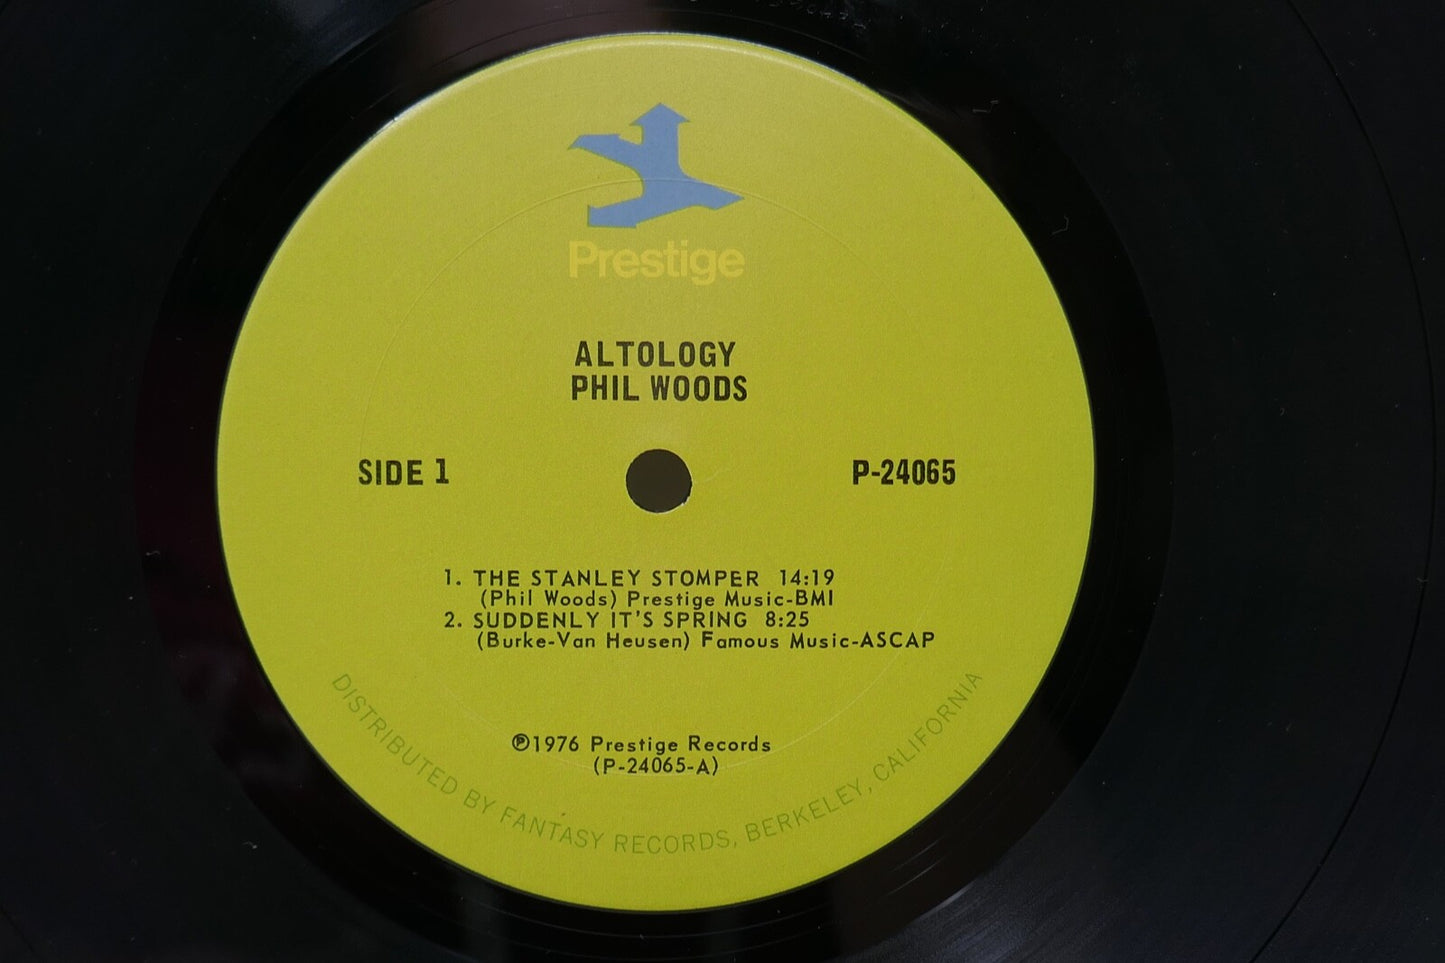 Prestige
ALTOLOGY
PHIL WOODS
SIDE 1
P-24065
1. THE STANLEY STOMPER 14:19
(Phil Woods) Prestige Music-BMI
2. SUDDENLY IT'S SPRING 8:25
(Burke-Van Heusen) Famous Music-ASCAP
℗1976 Prestige Records
(P-24065-A)
DISTRIBUTED BY FANTASY RECORDS, BERKELEY, CALIFORNIA